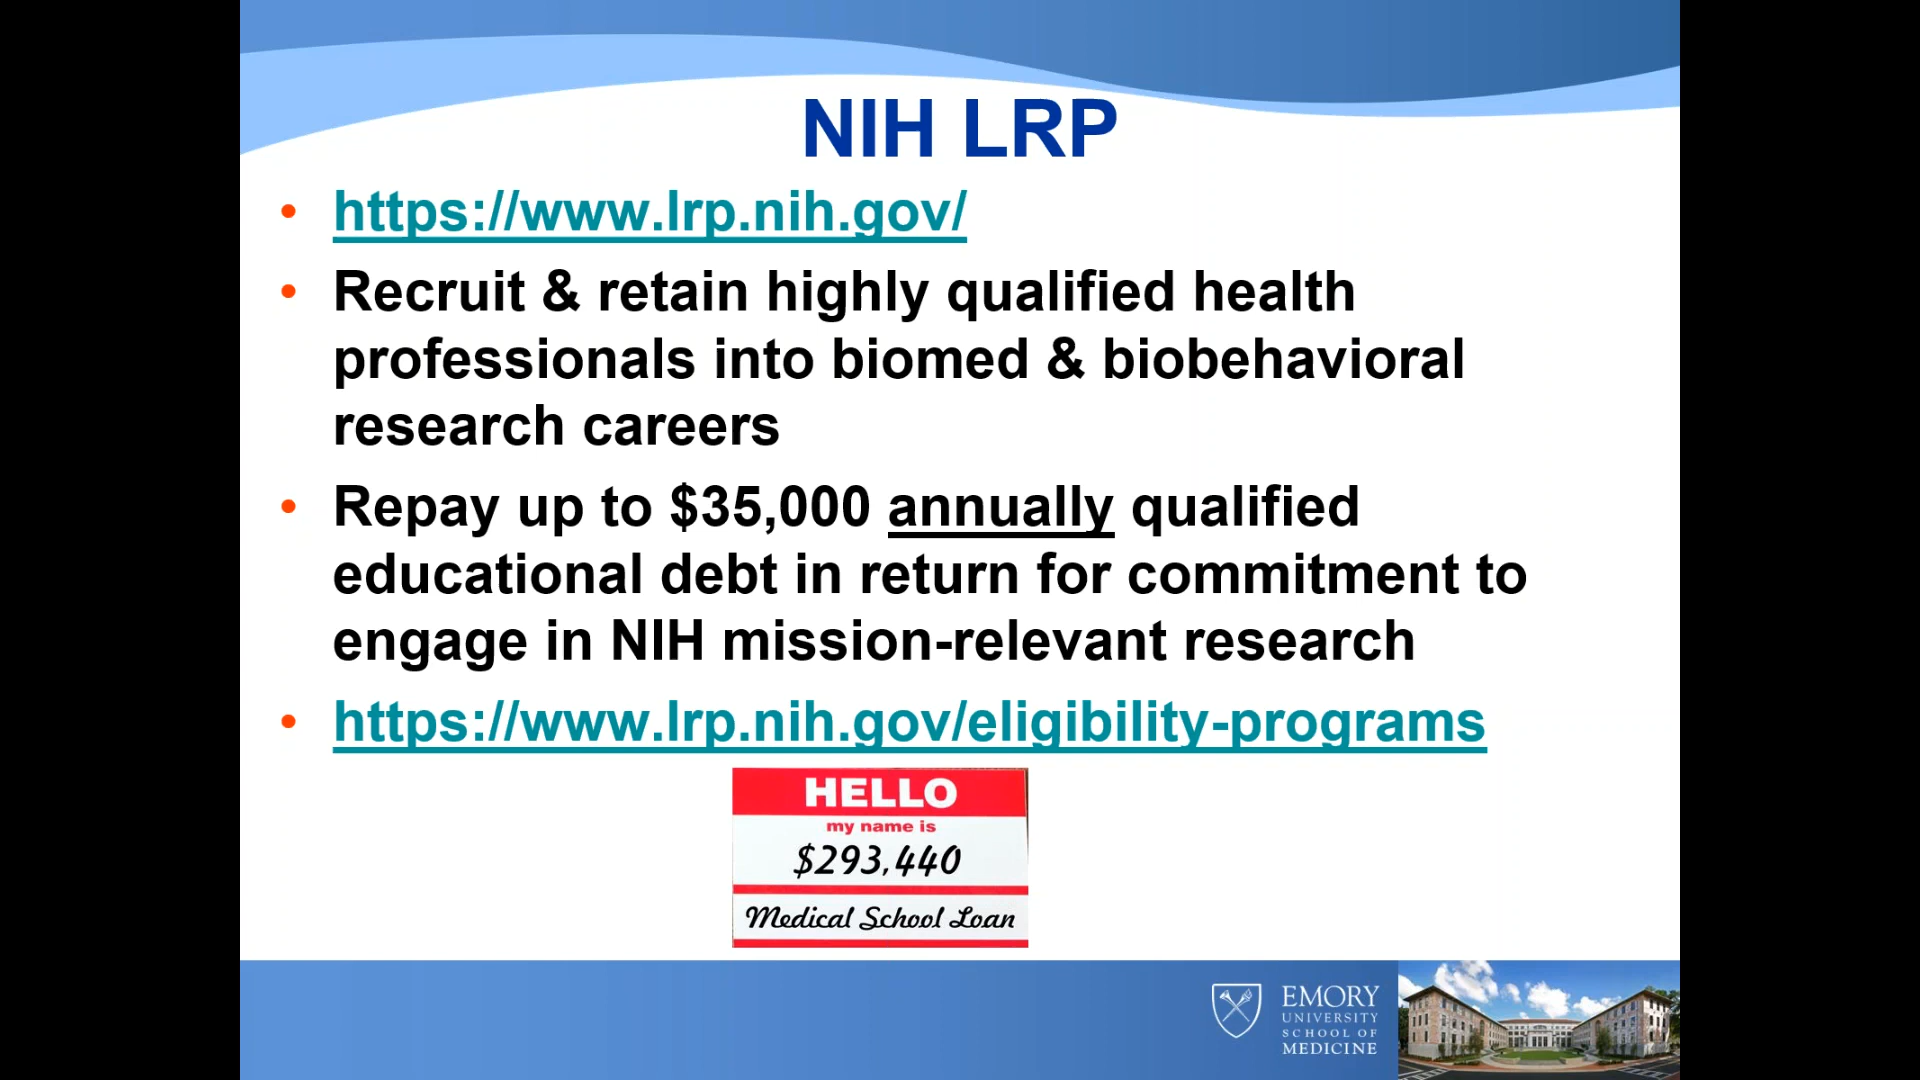 NIH LRP
• https://www.lrp.nih.gov/
• Recruit & retain highly qualified health
professionals into biomed & biobehavioral
research careers
• Repay up to $35,000 annually qualified
educational debt in return for commitment to
engage in NIH mission-relevant research
• https://www.lrp.nih.gov/eligibility-programs
HELLO
my name is
$293,440
Medical School Loan
EMORY
UNIVERSITY
SCHOOL OF
MEDICINE